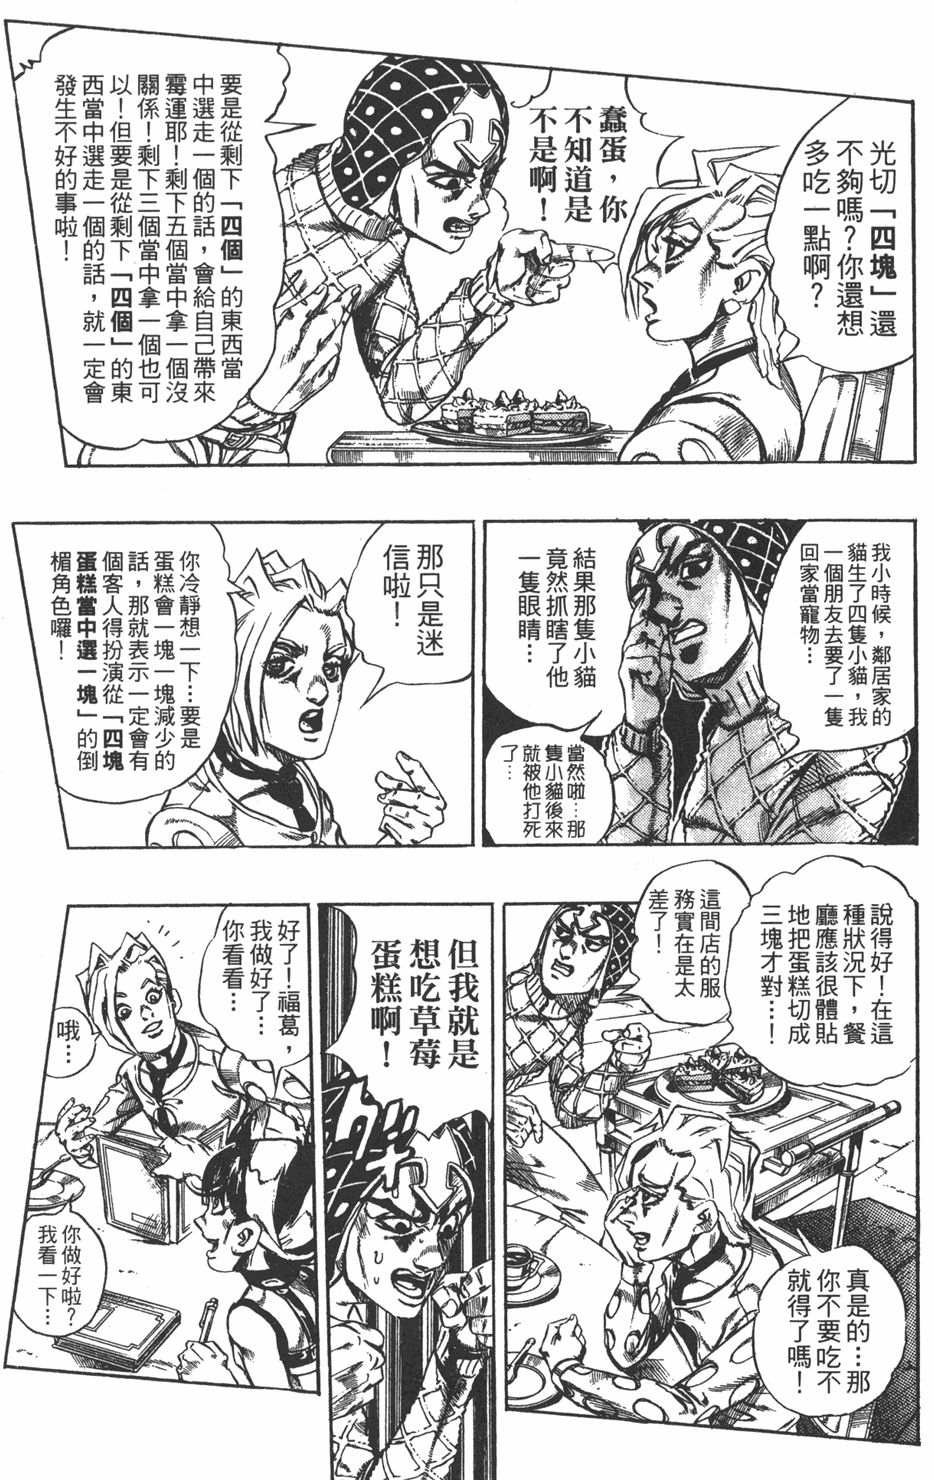 光切「四塊」還
不夠嗎？你還想
多吃一點啊？
蠢蛋，你
不知道是
不是啊！
要是從剩下「四個」的東西當
中選走一個的話，會給自己帶來
霉運耶！剩下五個當中拿一個沒
關係！剩下三個當中拿一個也可
以！但要是從剩下「四個」的東
西當中選走一個的話，就一定會
發生不好的事啦！
我小時候，鄰居家的
貓生了四隻小貓，我
一個朋友去要了一隻
回家當寵物…
結果那隻小貓
竟然抓瞎了他
一隻眼睛…
當然啦…那
隻小貓後來
就被他打死
了…
那只是迷
信啦！
你冷靜想一下…要是
蛋糕會一塊一塊減少的
話，那就表示一定會有
個客人得扮演從「四塊
蛋糕當中選一塊」的倒
楣角色囉！
說得好！在這
種狀況下，餐
廳應該很體貼
地把蛋糕切成
三塊才對…！
這間店的服
務實在是太
差了！
真是的…那
你不要吃不
就得了嗎！
但我就是
想吃草莓
蛋糕啊！
好了！福葛，
我做好了…
你看看…
哦…
你做好啦？
我看一下…